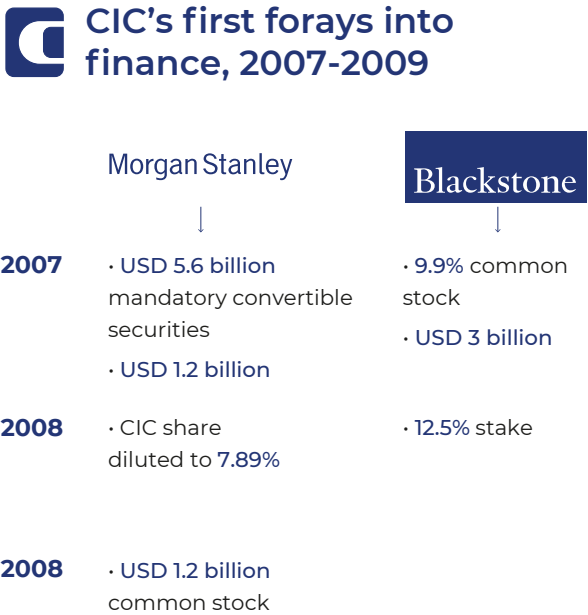 CIC’s first forays into
finance, 2007-2009
Morgan Stanley
Blackstone
2007
· USD 5.6 billion
mandatory convertible
securities
· USD 1.2 billion
· 9.9% common
stock
· USD 3 billion
2008
· CIC share
diluted to 7.89%
· 12.5% stake
2008
· USD 1.2 billion
common stock